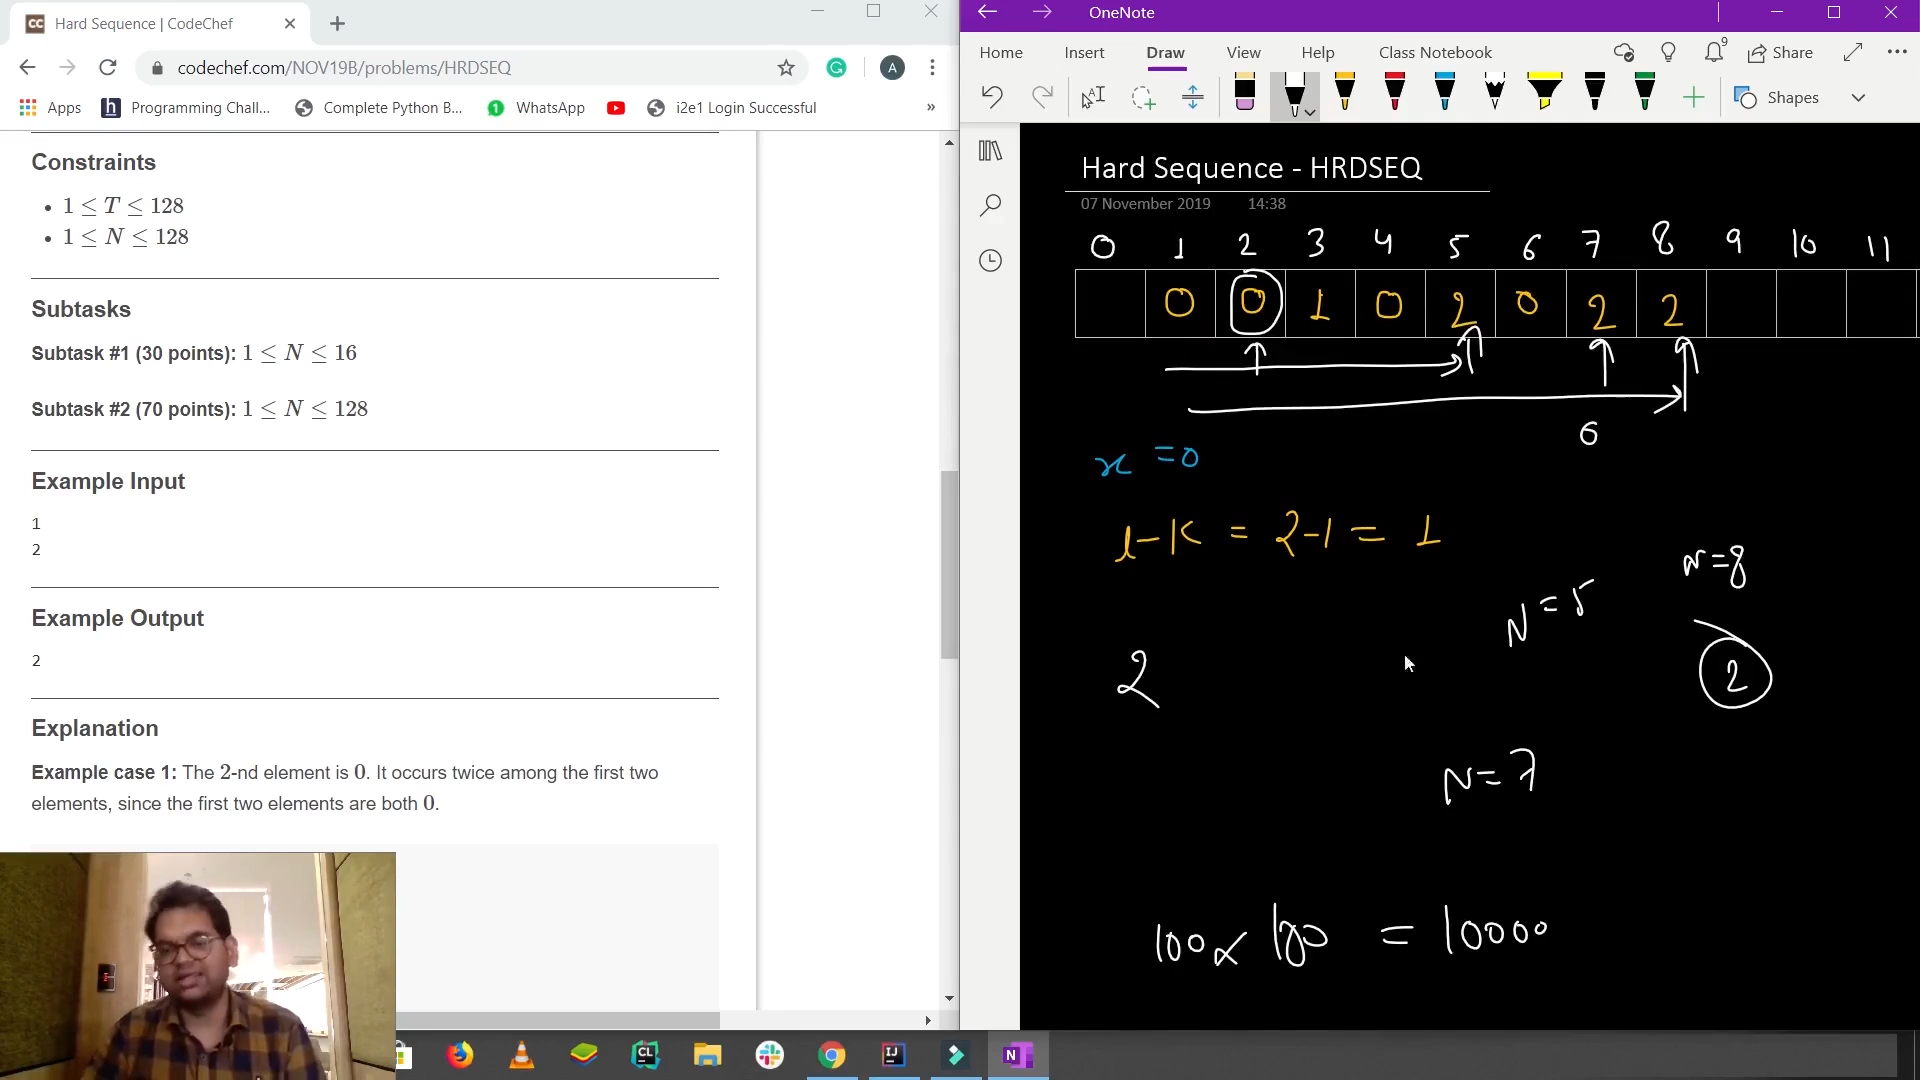 Hard Sequence | CodeChef
codechef.com/NOV19B/problems/HRDSEQ
A
Apps
Programming Chall...
Complete Python B...
WhatsApp
i2e1 Login Successful
»
Constraints
• 1 ≤ T ≤ 128
• 1 ≤ N ≤ 128
Subtasks
Subtask #1 (30 points): 1 ≤ N ≤ 16
Subtask #2 (70 points): 1 ≤ N ≤ 128
Example Input
1
2
Example Output
2
Explanation
Example case 1: The 2-nd element is 0. It occurs twice among the first two
elements, since the first two elements are both 0.
OneNote
Home Insert Draw View Help Class Notebook
9
Share
Shapes
Hard Sequence - HRDSEQ
07 November 2019 14:38
0 1 2 3 4 5 6 7 8 9 10 11
0 0 1 0 2 0 2 2
6
x = 0
l-K = 2-1 = 1
N = 8
N = 5
2
2
N = 7
100 x 100 = 10000